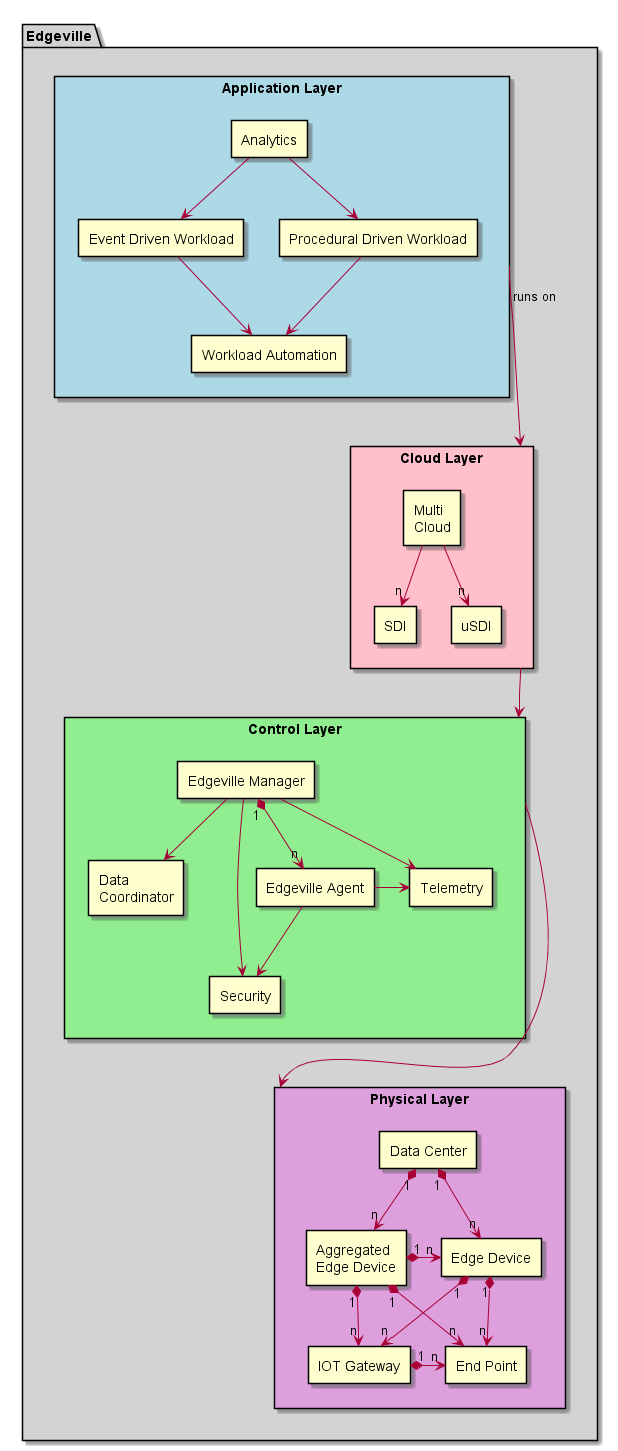 Edgeville
Application Layer
Analytics
Event Driven Workload
Procedural Driven Workload
runs on
Workload Automation
Cloud Layer
Multi
Cloud
n
n
SDI
uSDI
Control Layer
Edgeville Manager
1
n
Data
Coordinator
Edgeville Agent
Telemetry
Security
Physical Layer
Data Center
1
1
n
n
Aggregated
Edge Device
1
n
Edge Device
1
1
1
1
n
n
n
n
IOT Gateway
1
n
End Point